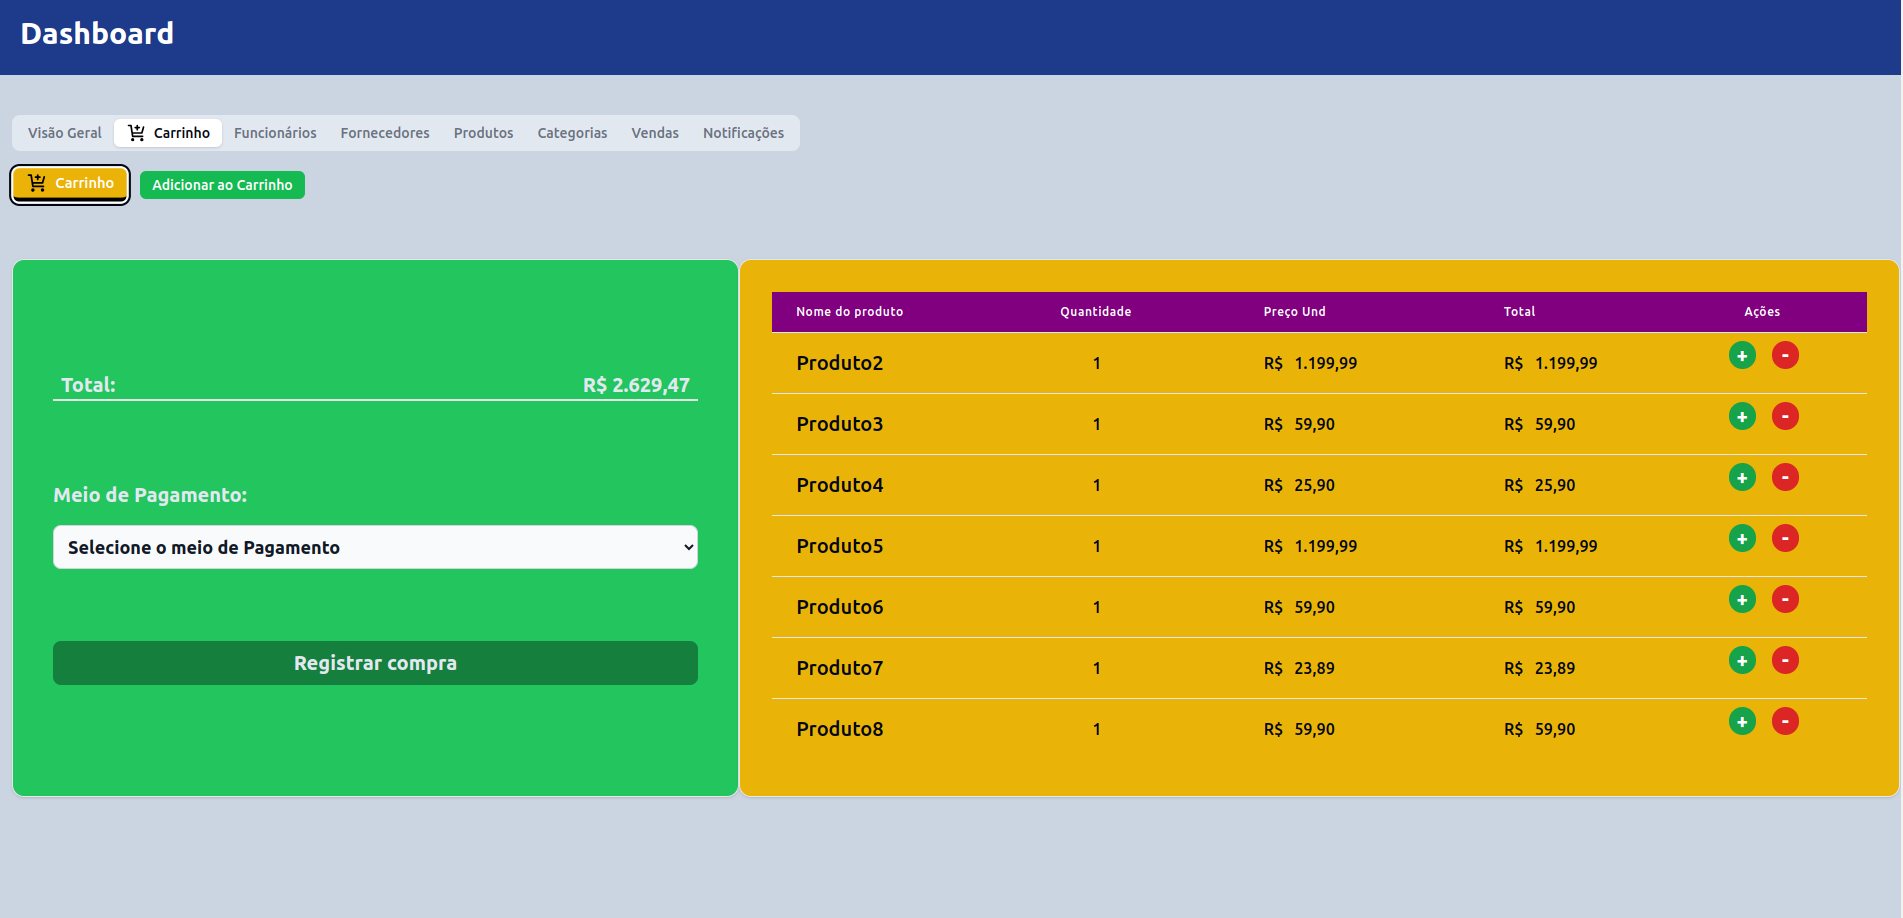 Dashboard
Visão Geral Carrinho Funcionários Fornecedores Produtos Categorias Vendas Notificações
Carrinho Adicionar ao Carrinho
Total: R$ 2.629,47
Meio de Pagamento:
Selecione o meio de Pagamento
Registrar compra
Nome do produto Quantidade Preço Und Total Ações
Produto2 1 R$ 1.199,99 R$ 1.199,99 + -
Produto3 1 R$ 59,90 R$ 59,90 + -
Produto4 1 R$ 25,90 R$ 25,90 + -
Produto5 1 R$ 1.199,99 R$ 1.199,99 + -
Produto6 1 R$ 59,90 R$ 59,90 + -
Produto7 1 R$ 23,89 R$ 23,89 + -
Produto8 1 R$ 59,90 R$ 59,90 + -